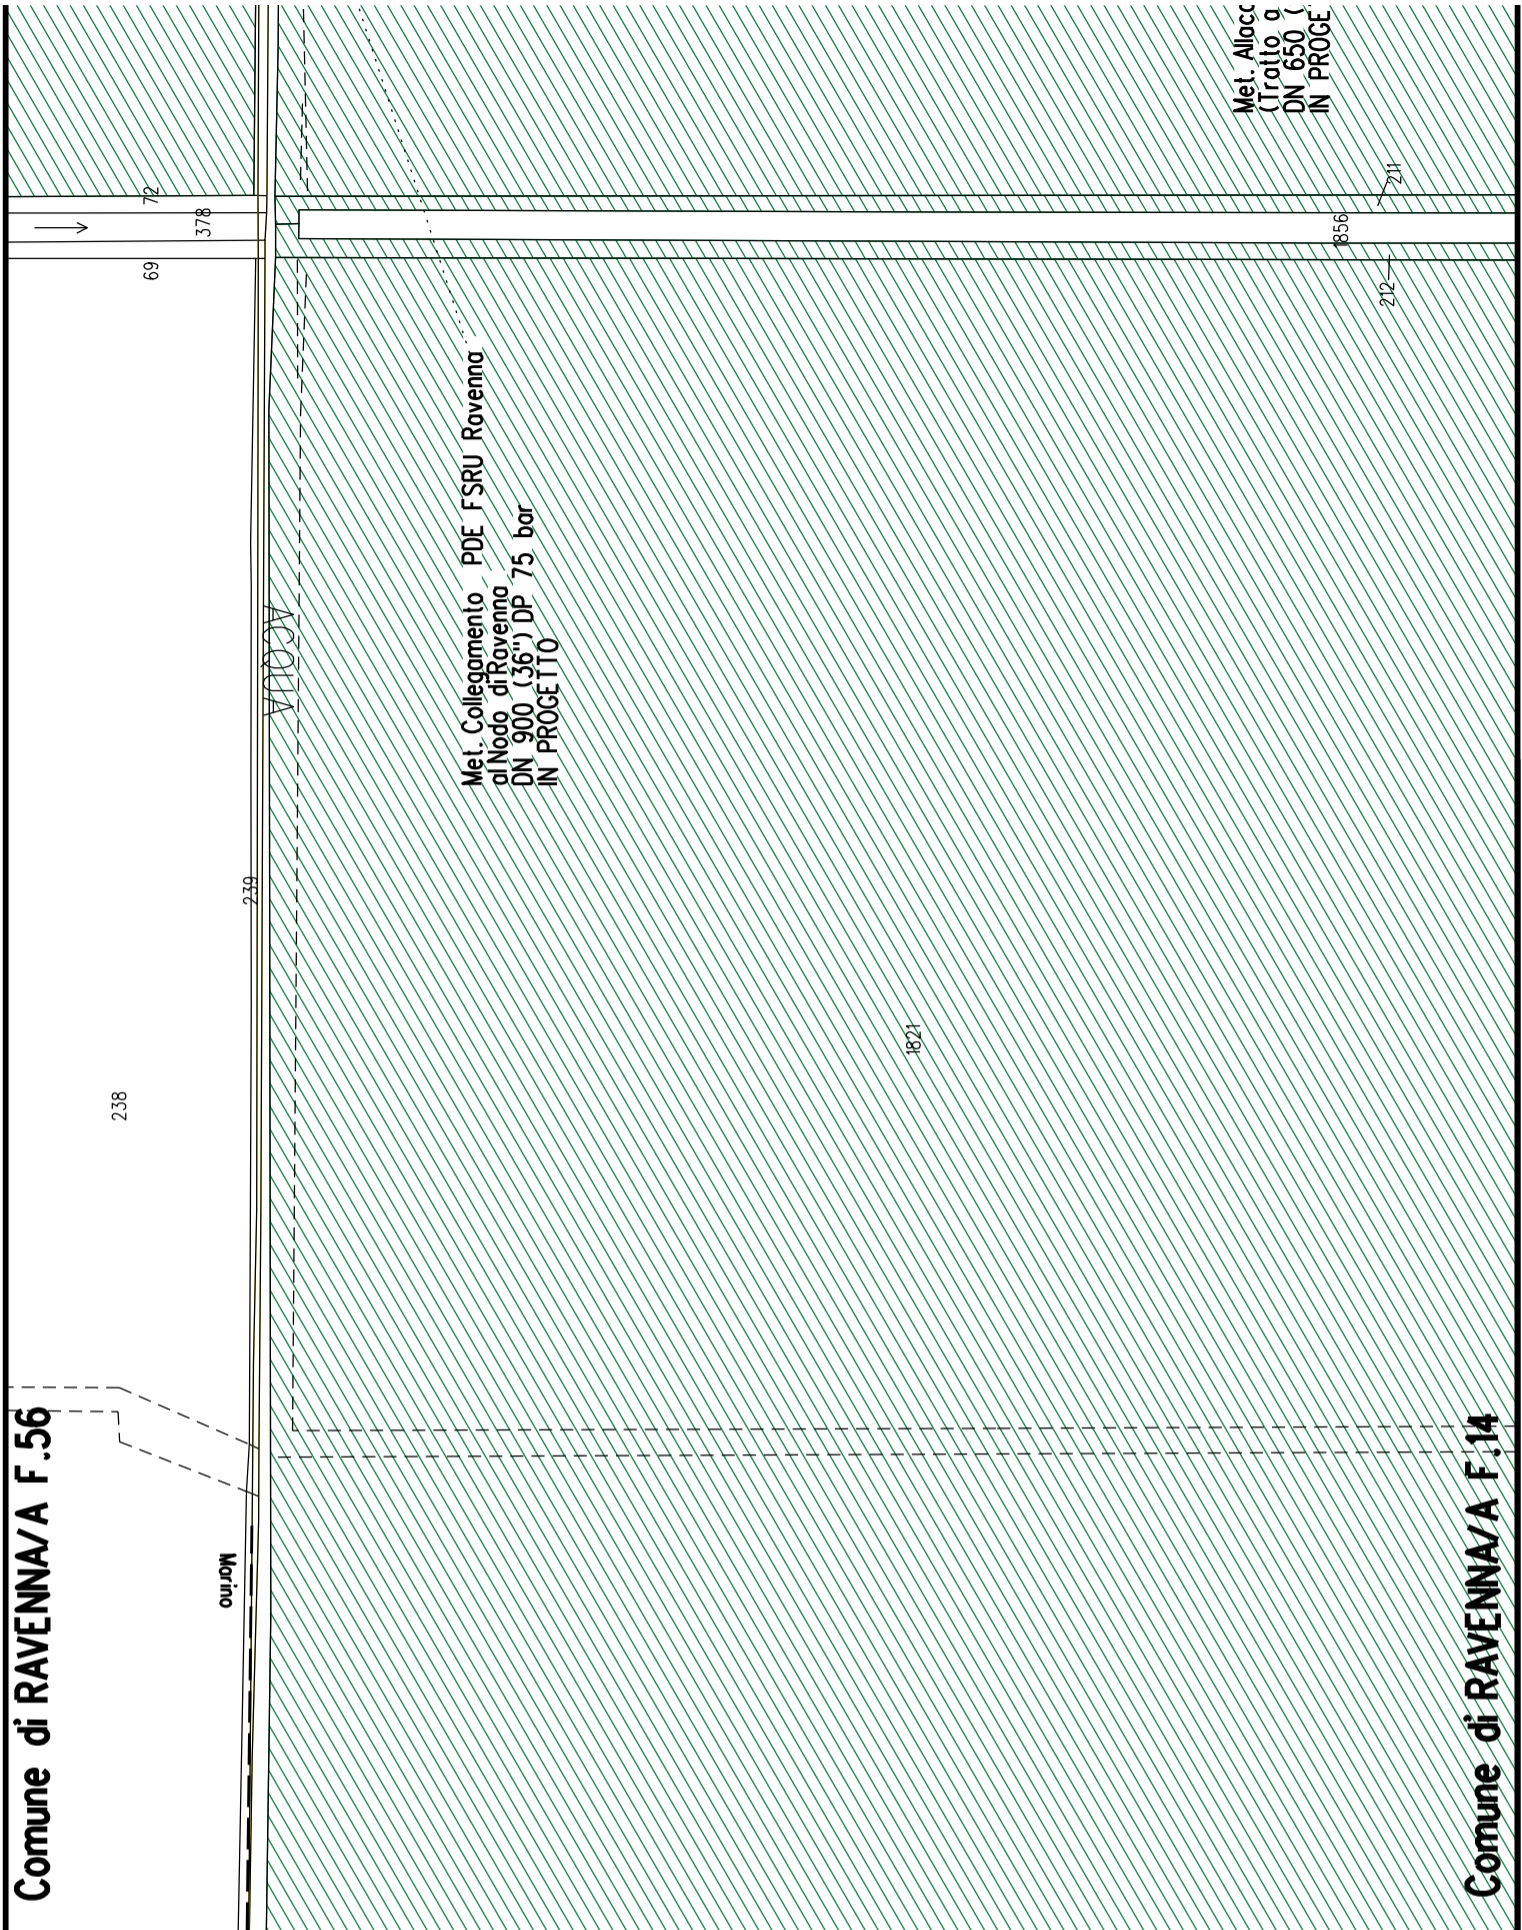 Met. Allacc
(Tratto a
DN 650 (
IN PROGE
72
378
69
211
1856
212
Met. Collegamento PDE FSRU Ravenna
al Nodo di Ravenna
DN 900 (36") DP 75 bar
IN PROGETTO
ACQUA
239
1821
238
Marino
Comune di RAVENNA/A F.56
Comune di RAVENNA/A F.14